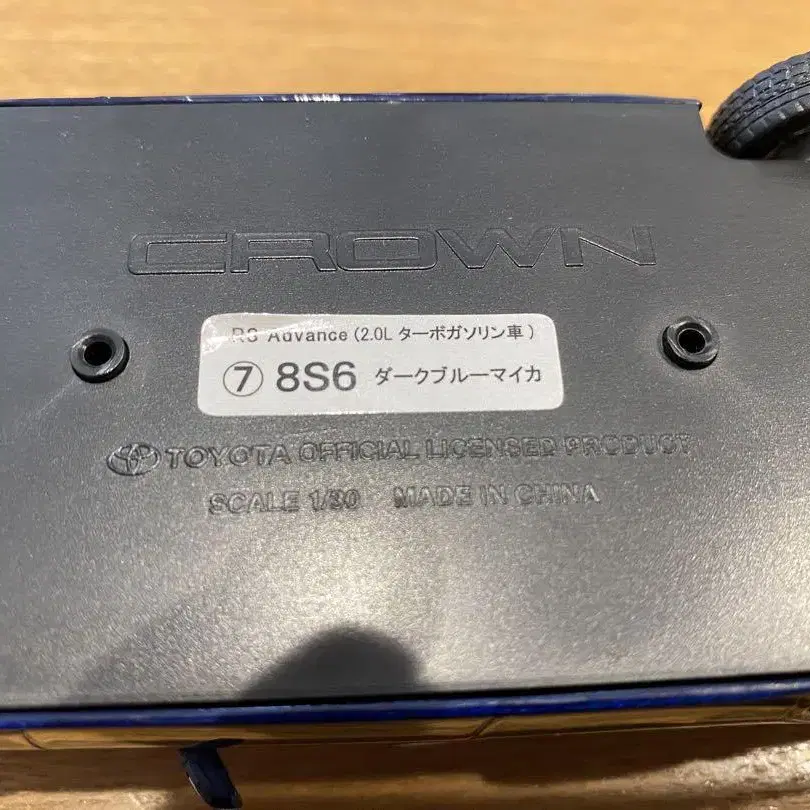 CROWN
RS Advance (2.0L ターボガソリン車)
⑦ 8S6 ダークブルーマイカ
TOYOTA OFFICIAL LICENSED PRODUCT
SCALE 1/30 MADE IN CHINA